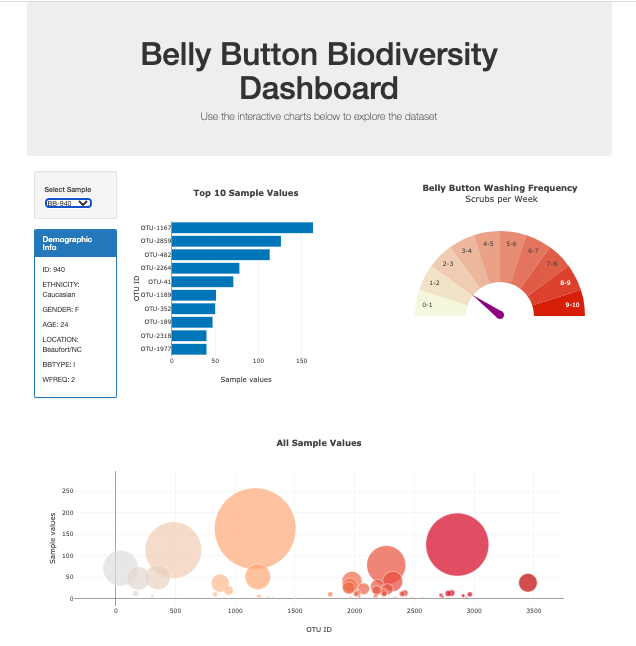 Belly Button Biodiversity
Dashboard
Use the interactive charts below to explore the dataset
Select Sample
BB-940
Demographic
Info
ID: 940
ETHNICITY:
Caucasian
GENDER: F
AGE: 24
LOCATION:
Beaufort/NC
BBTYPE: I
WFREQ: 2
Top 10 Sample Values
OTU ID
OTU-1167
OTU-2859
OTU-482
OTU-2264
OTU-41
OTU-1189
OTU-352
OTU-189
OTU-2318
OTU-1977
0 50 100 150
Sample values
Belly Button Washing Frequency
Scrubs per Week
0-1
1-2
2-3
3-4
4-5
5-6
6-7
7-8
8-9
9-10
All Sample Values
Sample values
250
200
150
100
50
0
0 500 1000 1500 2000 2500 3000 3500
OTU ID